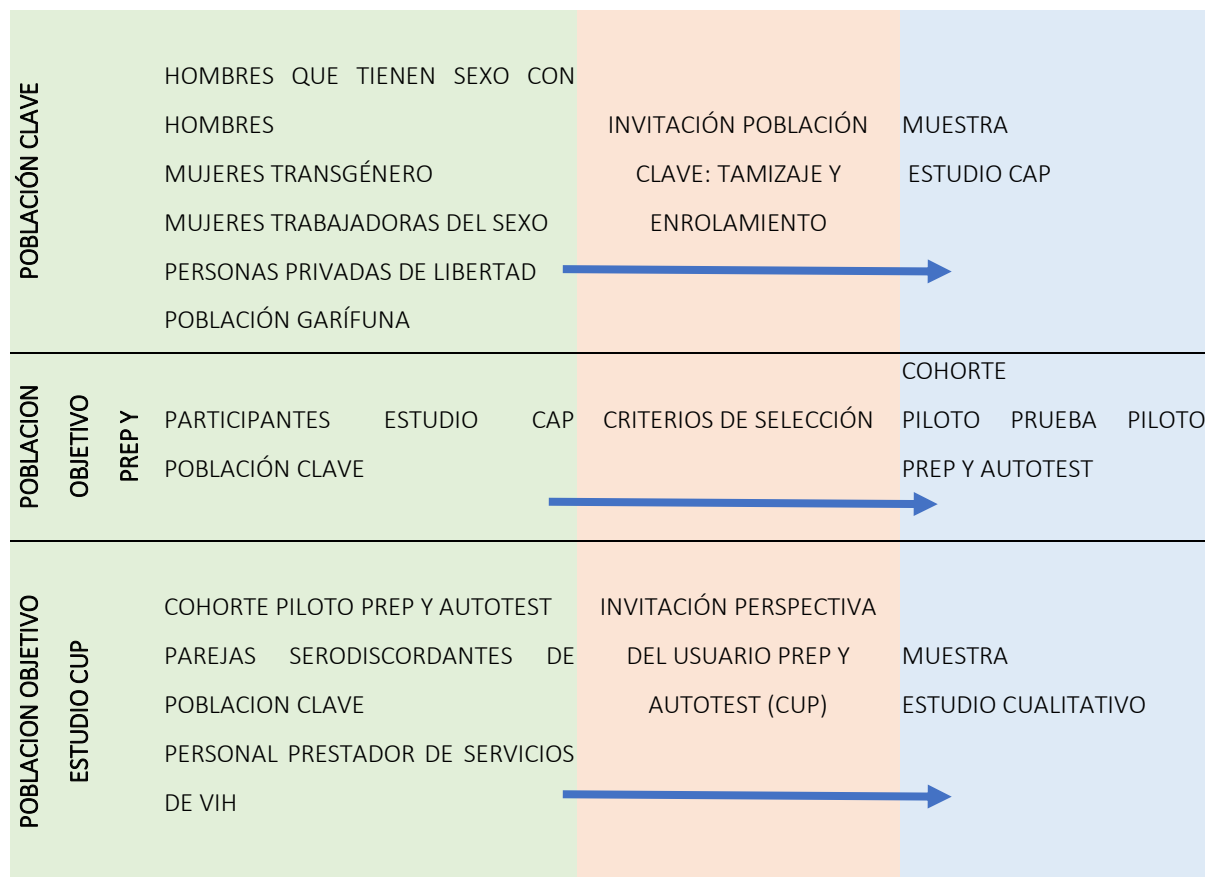 POBLACIÓN CLAVE
HOMBRES QUE TIENEN SEXO CON
HOMBRES
MUJERES TRANSGÉNERO
MUJERES TRABAJADORAS DEL SEXO
PERSONAS PRIVADAS DE LIBERTAD
POBLACIÓN GARÍFUNA
INVITACIÓN POBLACIÓN
CLAVE: TAMIZAJE Y
ENROLAMIENTO
MUESTRA
ESTUDIO CAP
POBLACION
OBJETIVO
PREP Y
PARTICIPANTES ESTUDIO CAP
POBLACIÓN CLAVE
CRITERIOS DE SELECCIÓN
COHORTE
PILOTO PRUEBA PILOTO
PREP Y AUTOTEST
POBLACION OBJETIVO
ESTUDIO CUP
COHORTE PILOTO PREP Y AUTOTEST
PAREJAS SERODISCORDANTES DE
POBLACION CLAVE
PERSONAL PRESTADOR DE SERVICIOS
DE VIH
INVITACIÓN PERSPECTIVA
DEL USUARIO PREP Y
AUTOTEST (CUP)
MUESTRA
ESTUDIO CUALITATIVO